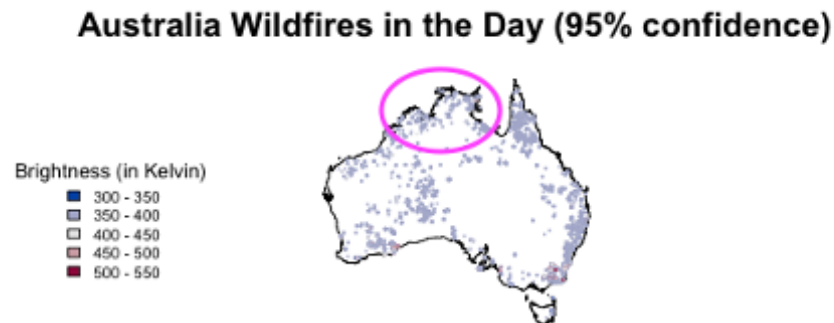 Australia Wildfires in the Day (95% confidence)
Brightness (in Kelvin)
300 - 350
350 - 400
400 - 450
450 - 500
500 - 550